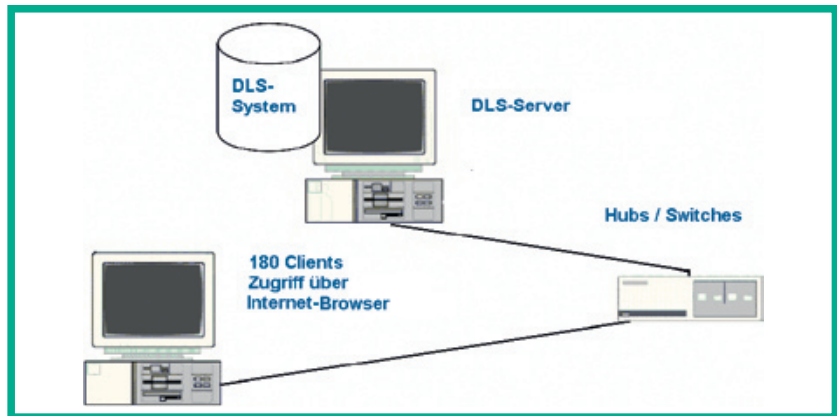 DLS-
System
DLS-Server
Hubs / Switches
180 Clients
Zugriff über
Internet-Browser